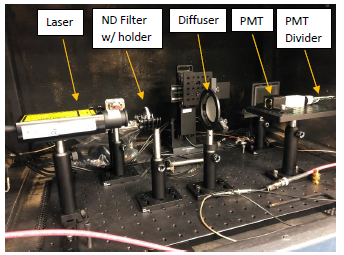 Laser
ND Filter
w/ holder
Diffuser
PMT
PMT
Divider